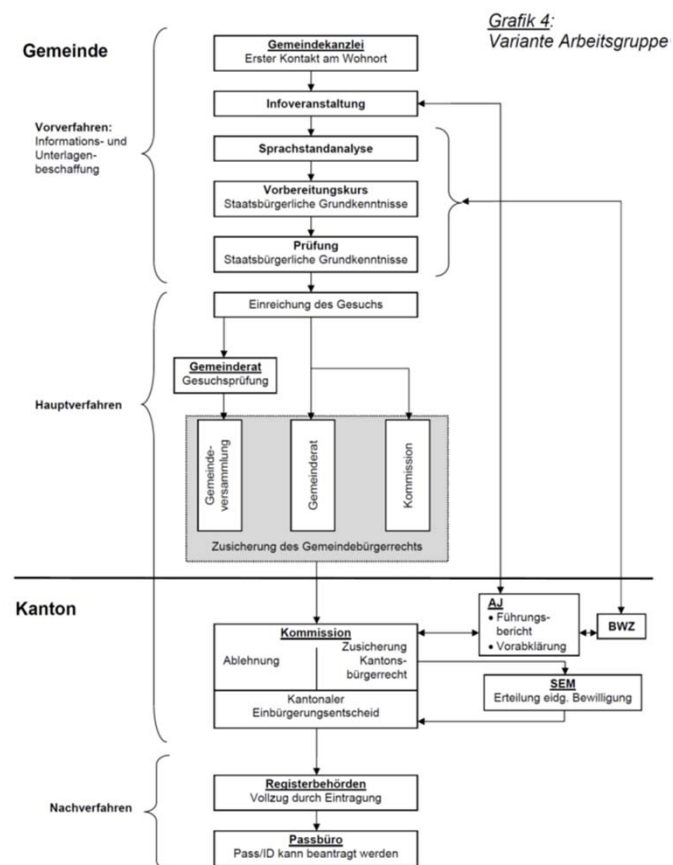 Grafik 4:
Variante Arbeitsgruppe
Gemeinde
Gemeindekanzlei
Erster Kontakt am Wohnort
Infoveranstaltung
Vorverfahren:
Informations- und
Unterlagen-
beschaffung
Sprachstandanalyse
Vorbereitungskurs
Staatsbürgerliche Grundkenntnisse
Prüfung
Staatsbürgerliche Grundkenntnisse
Einreichung des Gesuchs
Gemeinderat
Gesuchsprüfung
Hauptverfahren
Gemeinde-
versammlung
Gemeinderat
Kommission
Zusicherung des Gemeindebürgerrechts
Kanton
AJ
• Führungs-
bericht
• Vorabklärung
BWZ
Kommission
Ablehnung
Zusicherung
Kantons-
bürgerrecht
SEM
Erteilung eidg. Bewilligung
Kantonaler
Einbürgerungsentscheid
Nachverfahren
Registerbehörden
Vollzug durch Eintragung
Passbüro
Pass/ID kann beantragt werden